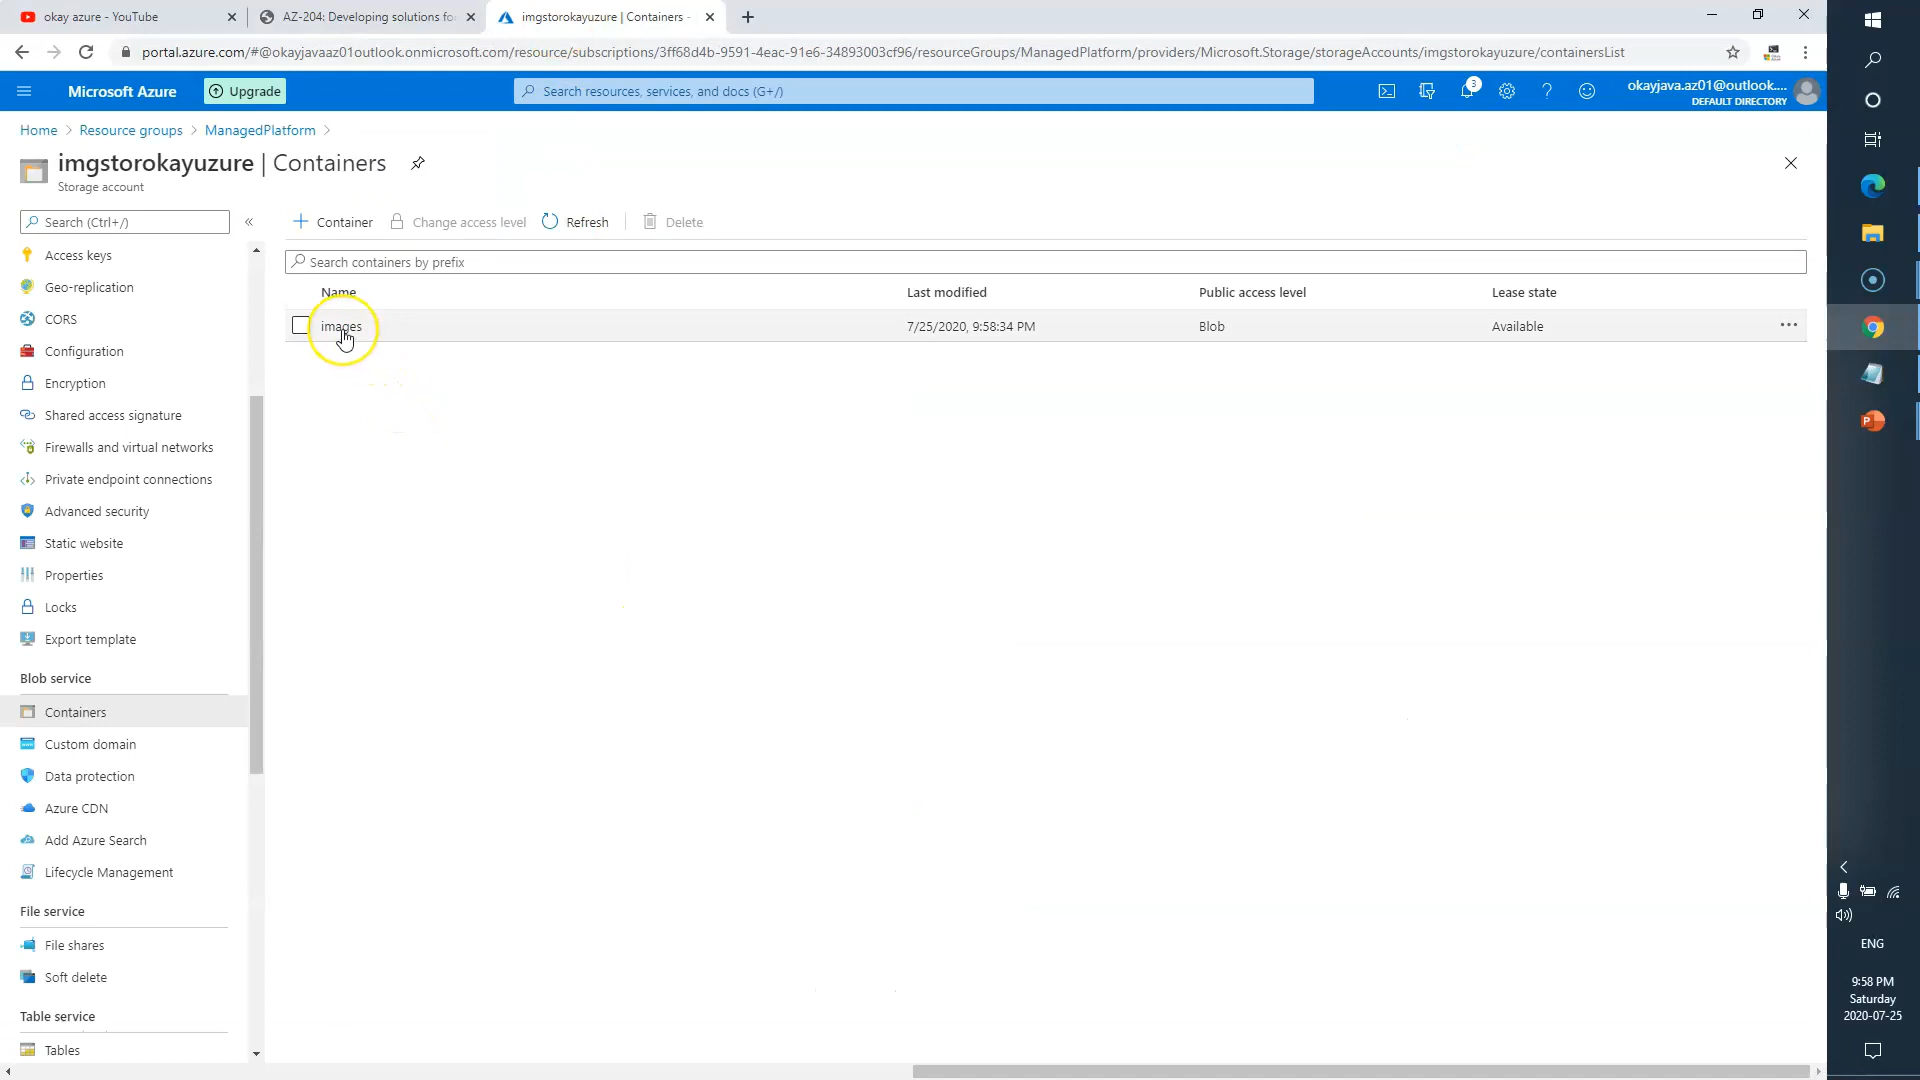 okay azure - YouTube
AZ-204: Developing solutions fo
imgstorokayuzure | Containers -
portal.azure.com/#@okayjavaaz01outlook.onmicrosoft.com/resource/subscriptions/3ff68d4b-9591-4eac-91e6-34893003cf96/resourceGroups/ManagedPlatform/providers/Microsoft.Storage/storageAccounts/imgstorokayuzure/containersList
Microsoft Azure
Upgrade
Search resources, services, and docs (G+/)
3
okayjava.az01@outlook....
DEFAULT DIRECTORY
Home > Resource groups > ManagedPlatform >
imgstorokayuzure | Containers
Storage account
Search (Ctrl+/)
Access keys
Geo-replication
CORS
Configuration
Encryption
Shared access signature
Firewalls and virtual networks
Private endpoint connections
Advanced security
Static website
Properties
Locks
Export template
Blob service
Containers
Custom domain
Data protection
Azure CDN
Add Azure Search
Lifecycle Management
File service
File shares
Soft delete
Table service
Tables
Container
Change access level
Refresh
Delete
Search containers by prefix
Name Last modified Public access level Lease state
images 7/25/2020, 9:58:34 PM Blob Available
ENG
9:58 PM
Saturday
2020-07-25